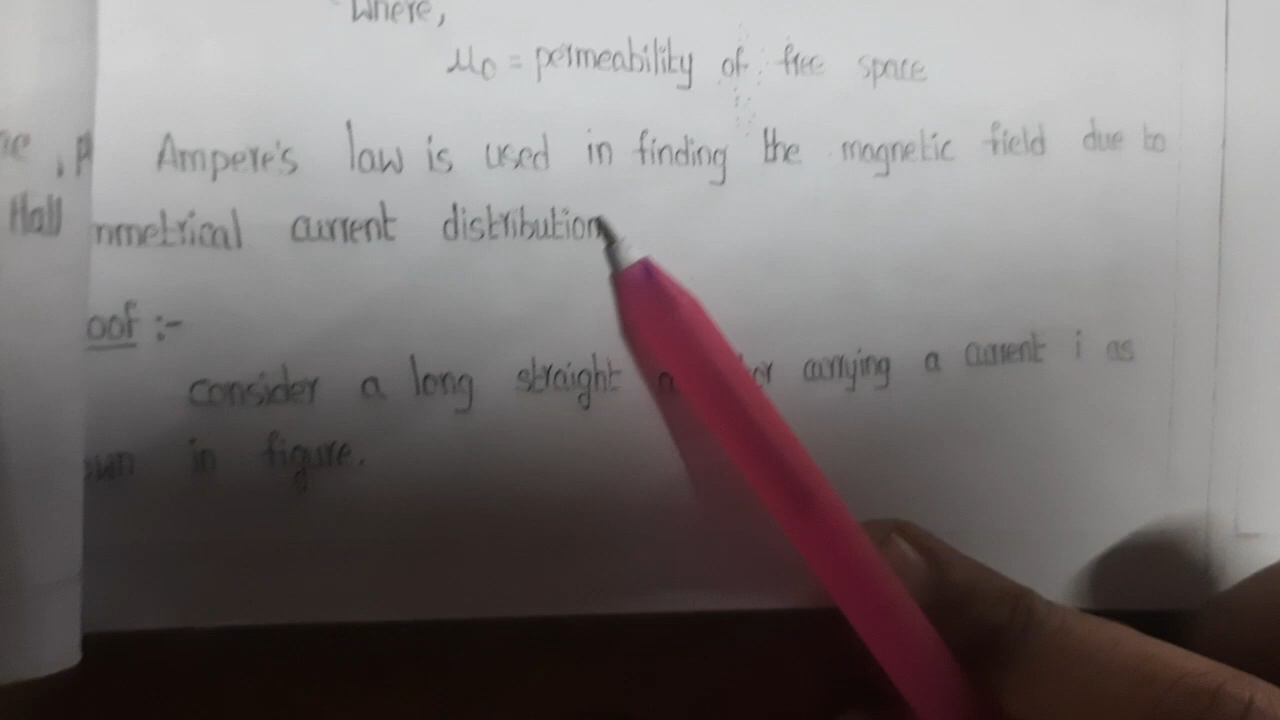 Where,
μ0 = permeability of free space
Ampere's law is used in finding the magnetic field due to
mmetrical current distribution
oof :-
consider a long straight carrying a current i as
in figure.
Hall